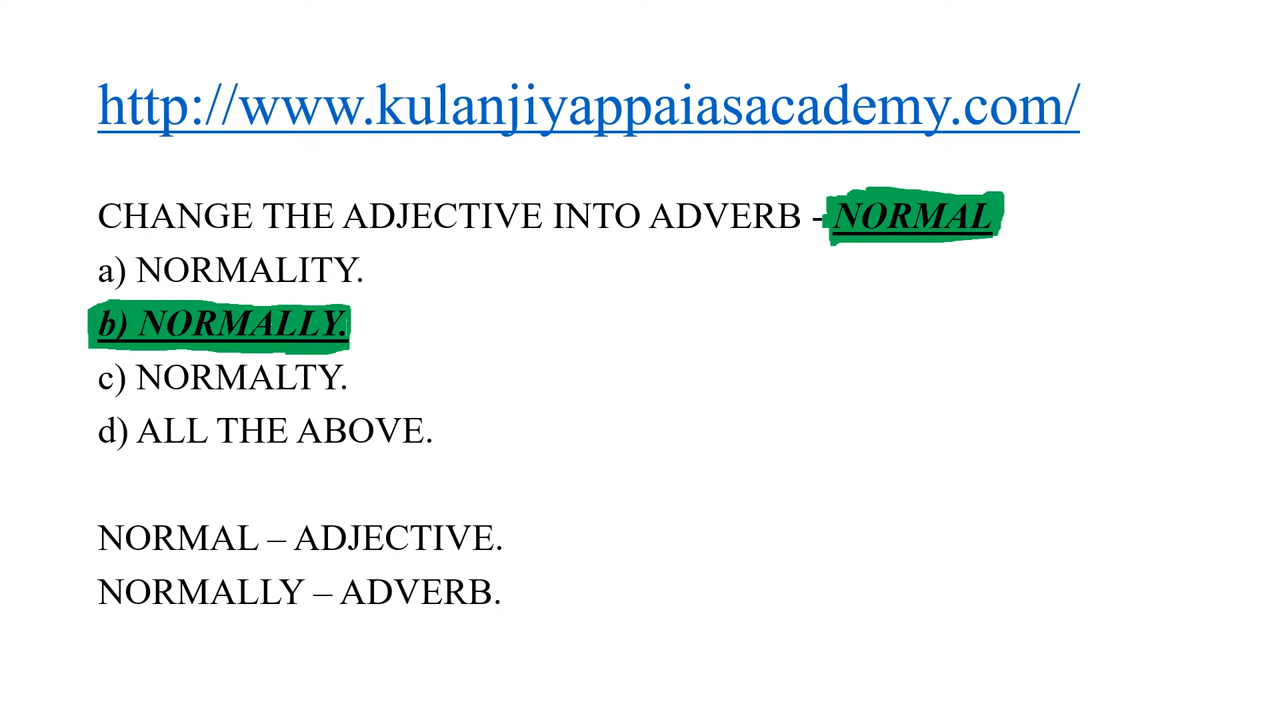 http://www.kulanjiyappaiasacademy.com/
CHANGE THE ADJECTIVE INTO ADVERB - NORMAL
a) NORMALITY.
b) NORMALLY.
c) NORMALTY.
d) ALL THE ABOVE.
NORMAL – ADJECTIVE.
NORMALLY – ADVERB.